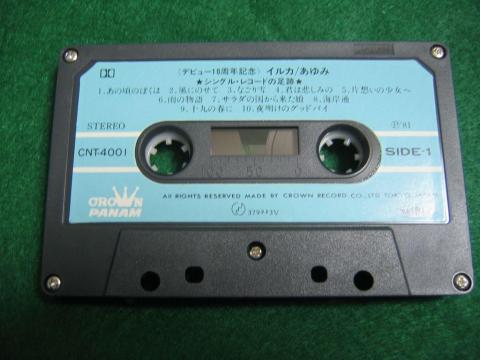 〈デビュー10周年記念〉イルカ/あゆみ
★シングル・レコードの足跡★
1.あの頃のぼくは 2.風にのせて 3.なごり雪 4.君は悲しみの 5.片想いの少女へ
6.雨の物語 7.サラダの国から来た娘 8.海岸通
9.十九の春に 10.夜明けのグッドバイ
STEREO
Ⓟ'81
CNT-4001
SIDE-1
100 50 0
CROWN
PANAM
All RIGHTS RESERVED MADE BY CROWN RECORD CO., LTD. TOKYO, JAPAN